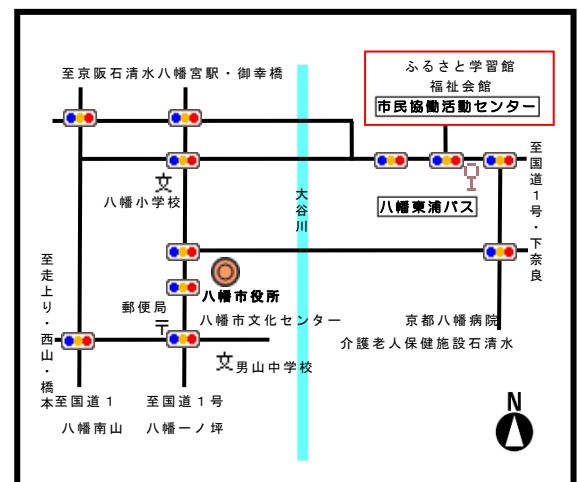 至京阪石清水八幡宮駅・御幸橋
ふるさと学習館
福祉会館
市民協働活動センター
至国道1号・下奈良
八幡小学校
大谷川
八幡東浦バス
至走上り・西山・橋本
八幡市役所
郵便局
八幡市文化センター
京都八幡病院
介護老人保健施設石清水
男山中学校
至国道1
八幡南山
至国道1号
八幡一ノ坪
N